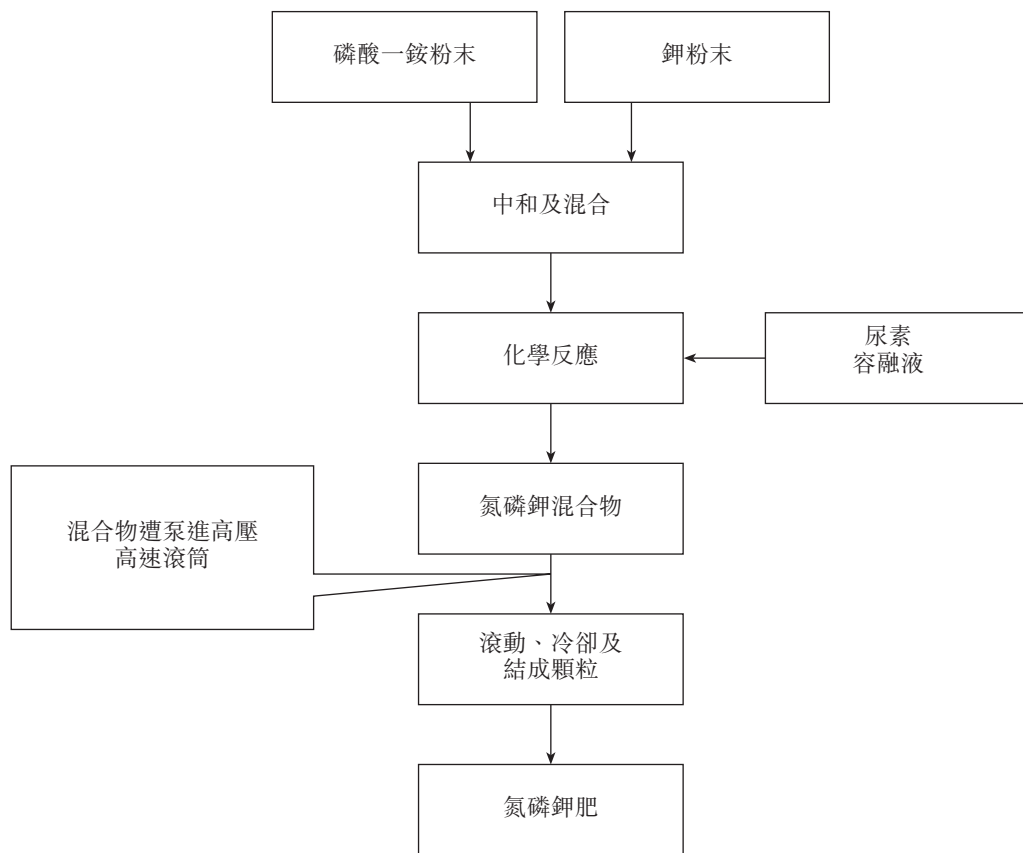 磷酸一銨粉末
鉀粉末
中和及混合
化學反應
尿素
容融液
氮磷鉀混合物
混合物遭泵進高壓
高速滾筒
滾動、冷卻及
結成顆粒
氮磷鉀肥